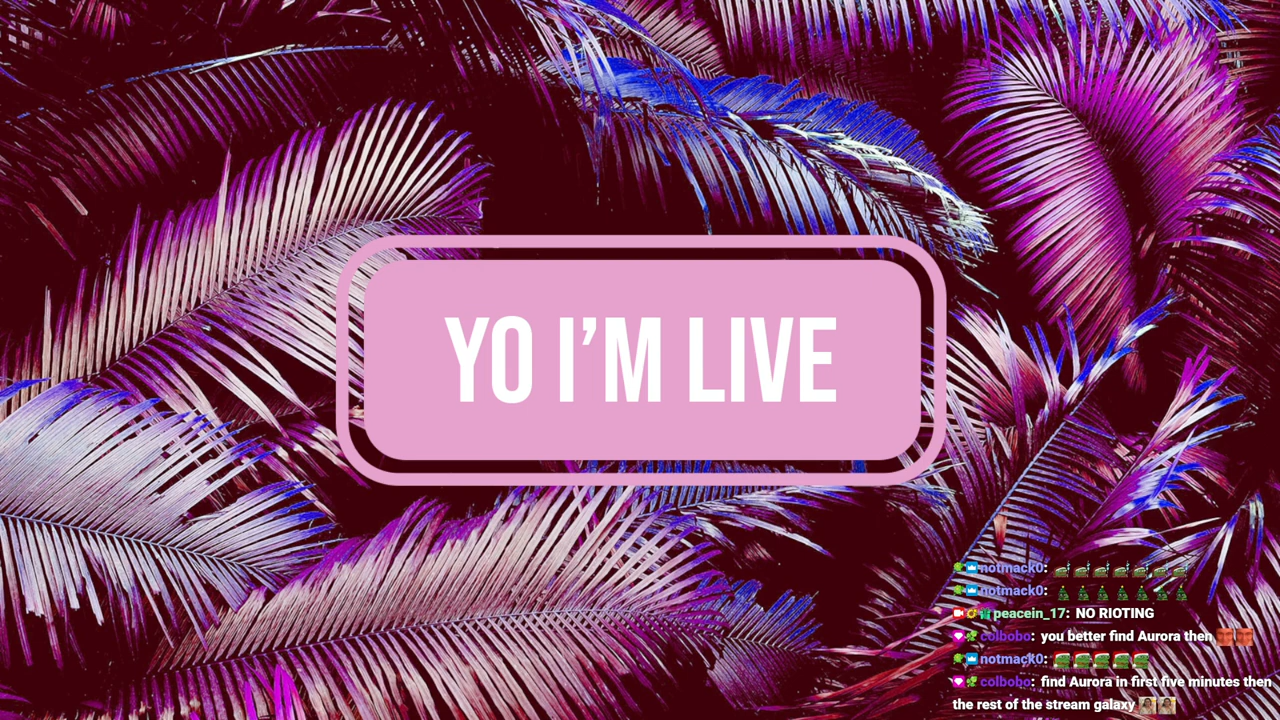 YO I’M LIVE
notmack0:
notmack0:
peacein_17: NO RIOTING
colbobo: you better find Aurora then
notmack0:
colbobo: find Aurora in first five minutes then
the rest of the stream galaxy